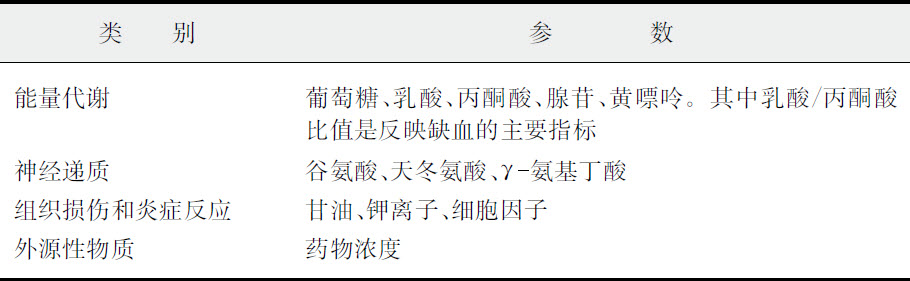 类 别 参 数
能量代谢 葡萄糖、乳酸、丙酮酸、腺苷、黄嘌呤。其中乳酸/丙酮酸
比值是反映缺血的主要指标
神经递质 谷氨酸、天冬氨酸、γ-氨基丁酸
组织损伤和炎症反应 甘油、钾离子、细胞因子
外源性物质 药物浓度